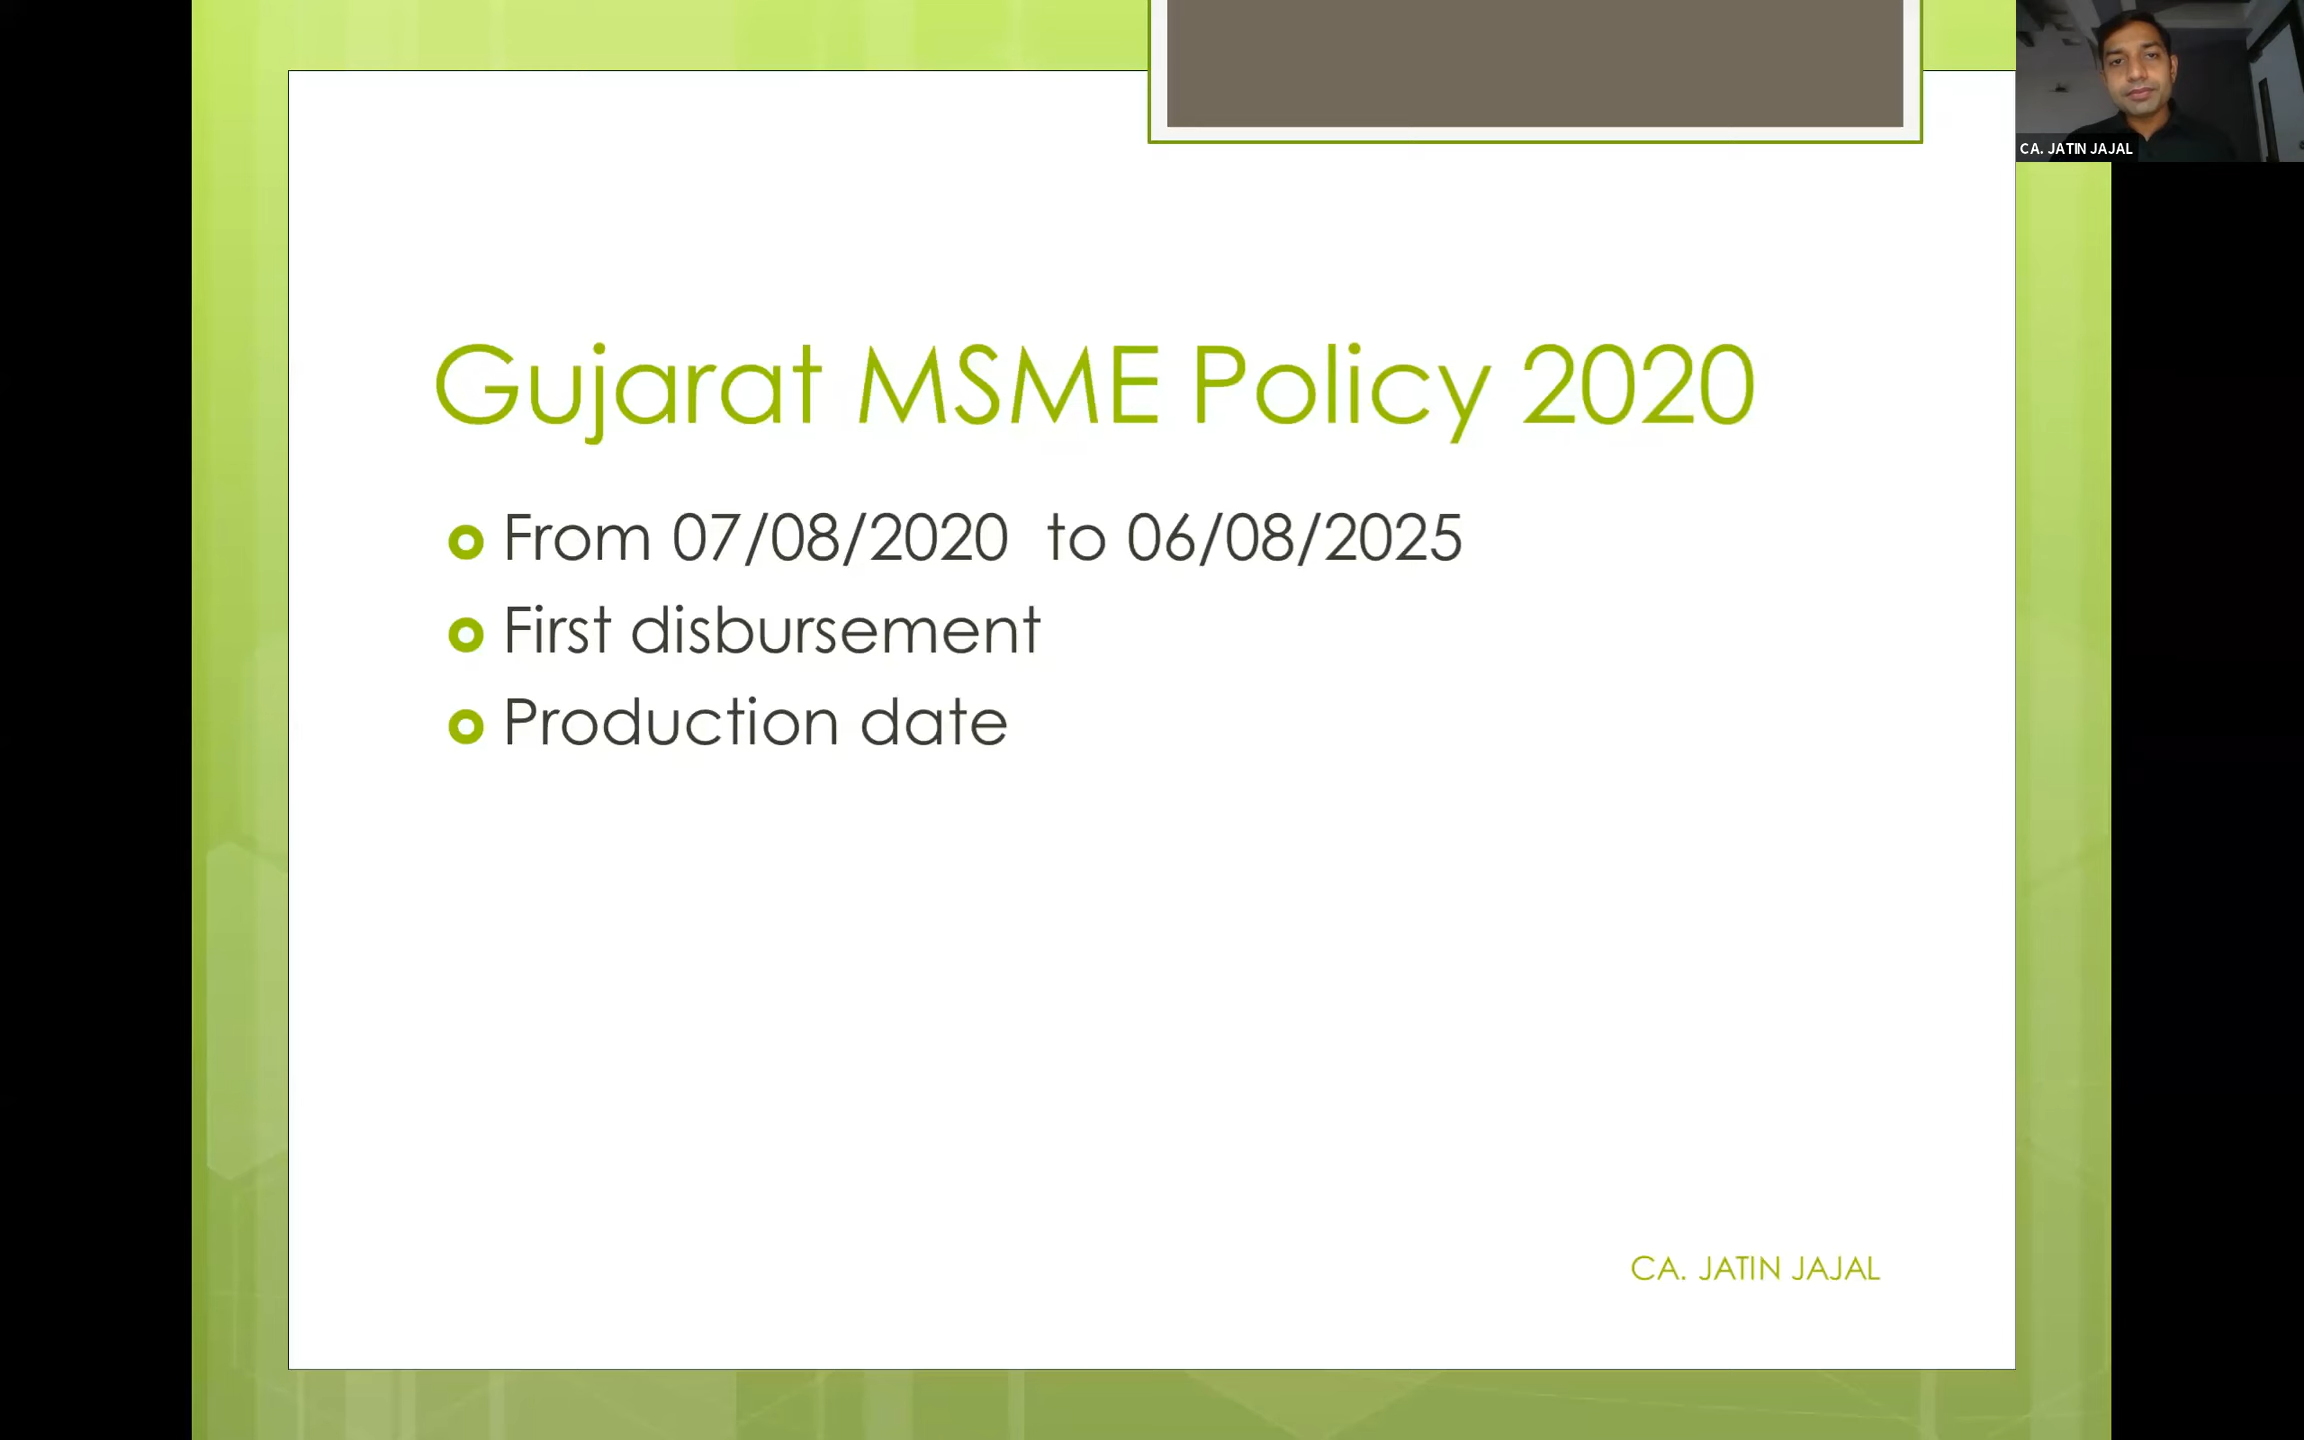 CA. JATIN JAJAL
Gujarat MSME Policy 2020
From 07/08/2020 to 06/08/2025
First disbursement
Production date
CA. JATIN JAJAL